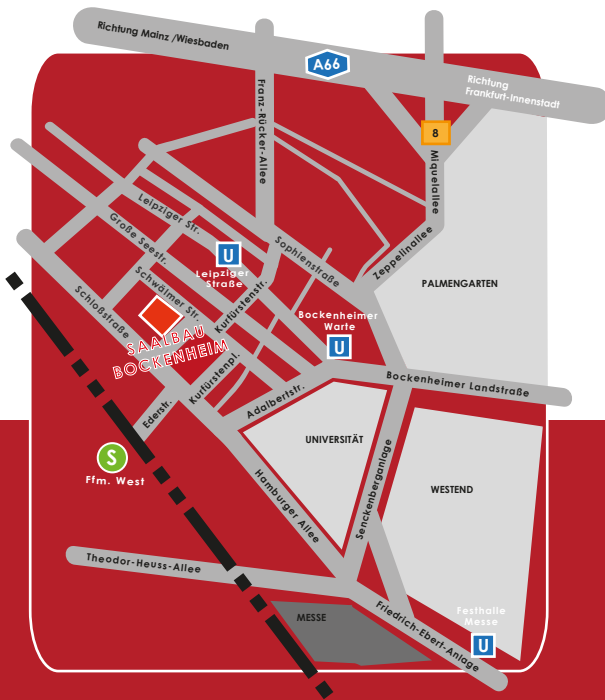 Richtung Mainz /Wiesbaden
A66
Richtung
Frankfurt-Innenstadt
8
Franz-Rücker-Allee
Miquelallee
Leipziger Str.
Große Seestr.
Sophienstraße
Zeppelinallee
U
Leipziger
Straße
Schwälmer Str.
Schloßstraße
PALMENGARTEN
Kurfürstenstr.
Bockenheimer
Warte
U
SAALBAU
BOCKENHEIM
Kurfürstenpl.
Bockenheimer Landstraße
Adalbertstr.
Ederstr.
UNIVERSITÄT
S
Ffm. West
Hamburger Allee
Senckenberganlage
WESTEND
Theodor-Heuss-Allee
MESSE
Friedrich-Ebert-Anlage
Festhalle
Messe
U